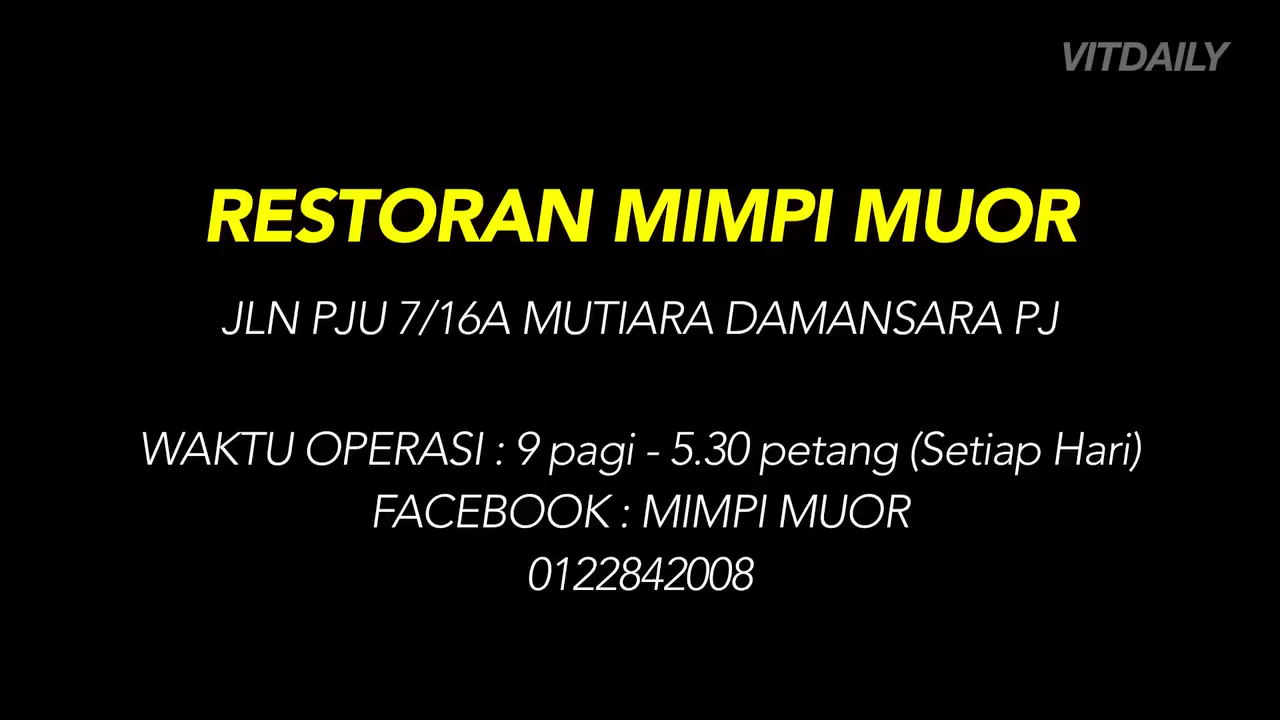 VITDAILY
RESTORAN MIMPI MUOR
JLN PJU 7/16A MUTIARA DAMANSARA PJ
WAKTU OPERASI : 9 pagi - 5.30 petang (Setiap Hari)
FACEBOOK : MIMPI MUOR
0122842008